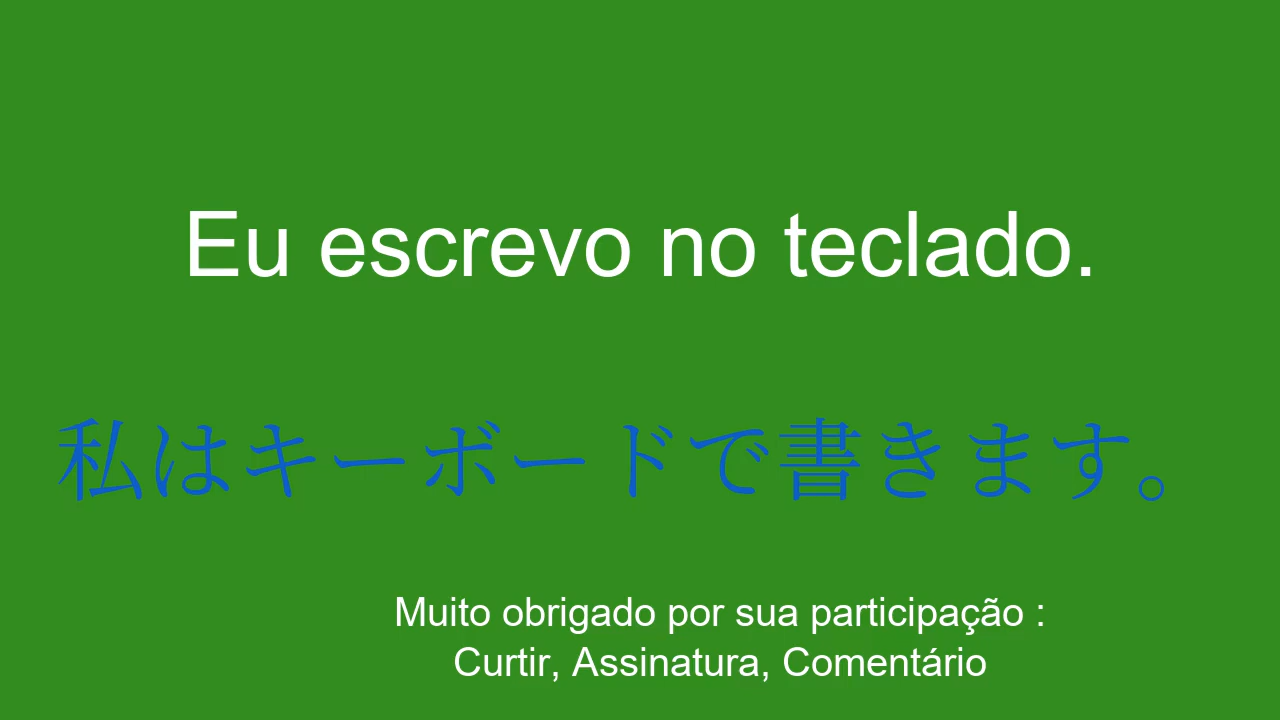 Eu escrevo no teclado.
私はキーボードで書きます。
Muito obrigado por sua participação :
Curtir, Assinatura, Comentário